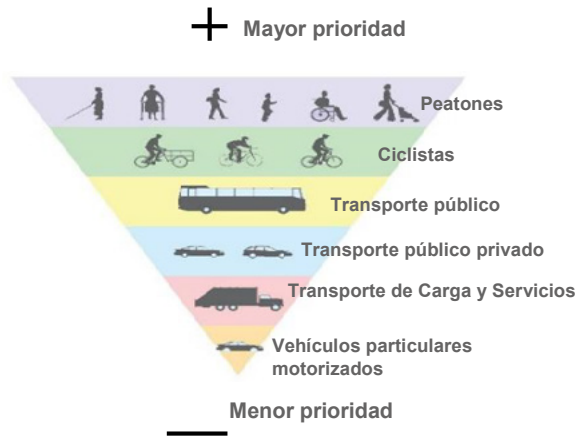 + Mayor prioridad
Peatones
Ciclistas
Transporte público
Transporte público privado
Transporte de Carga y Servicios
Vehículos particulares
motorizados
Menor prioridad